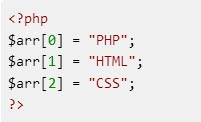 <?php
$arr[0] = "PHP";
$arr[1] = "HTML";
$arr[2] = "CSS";
?>